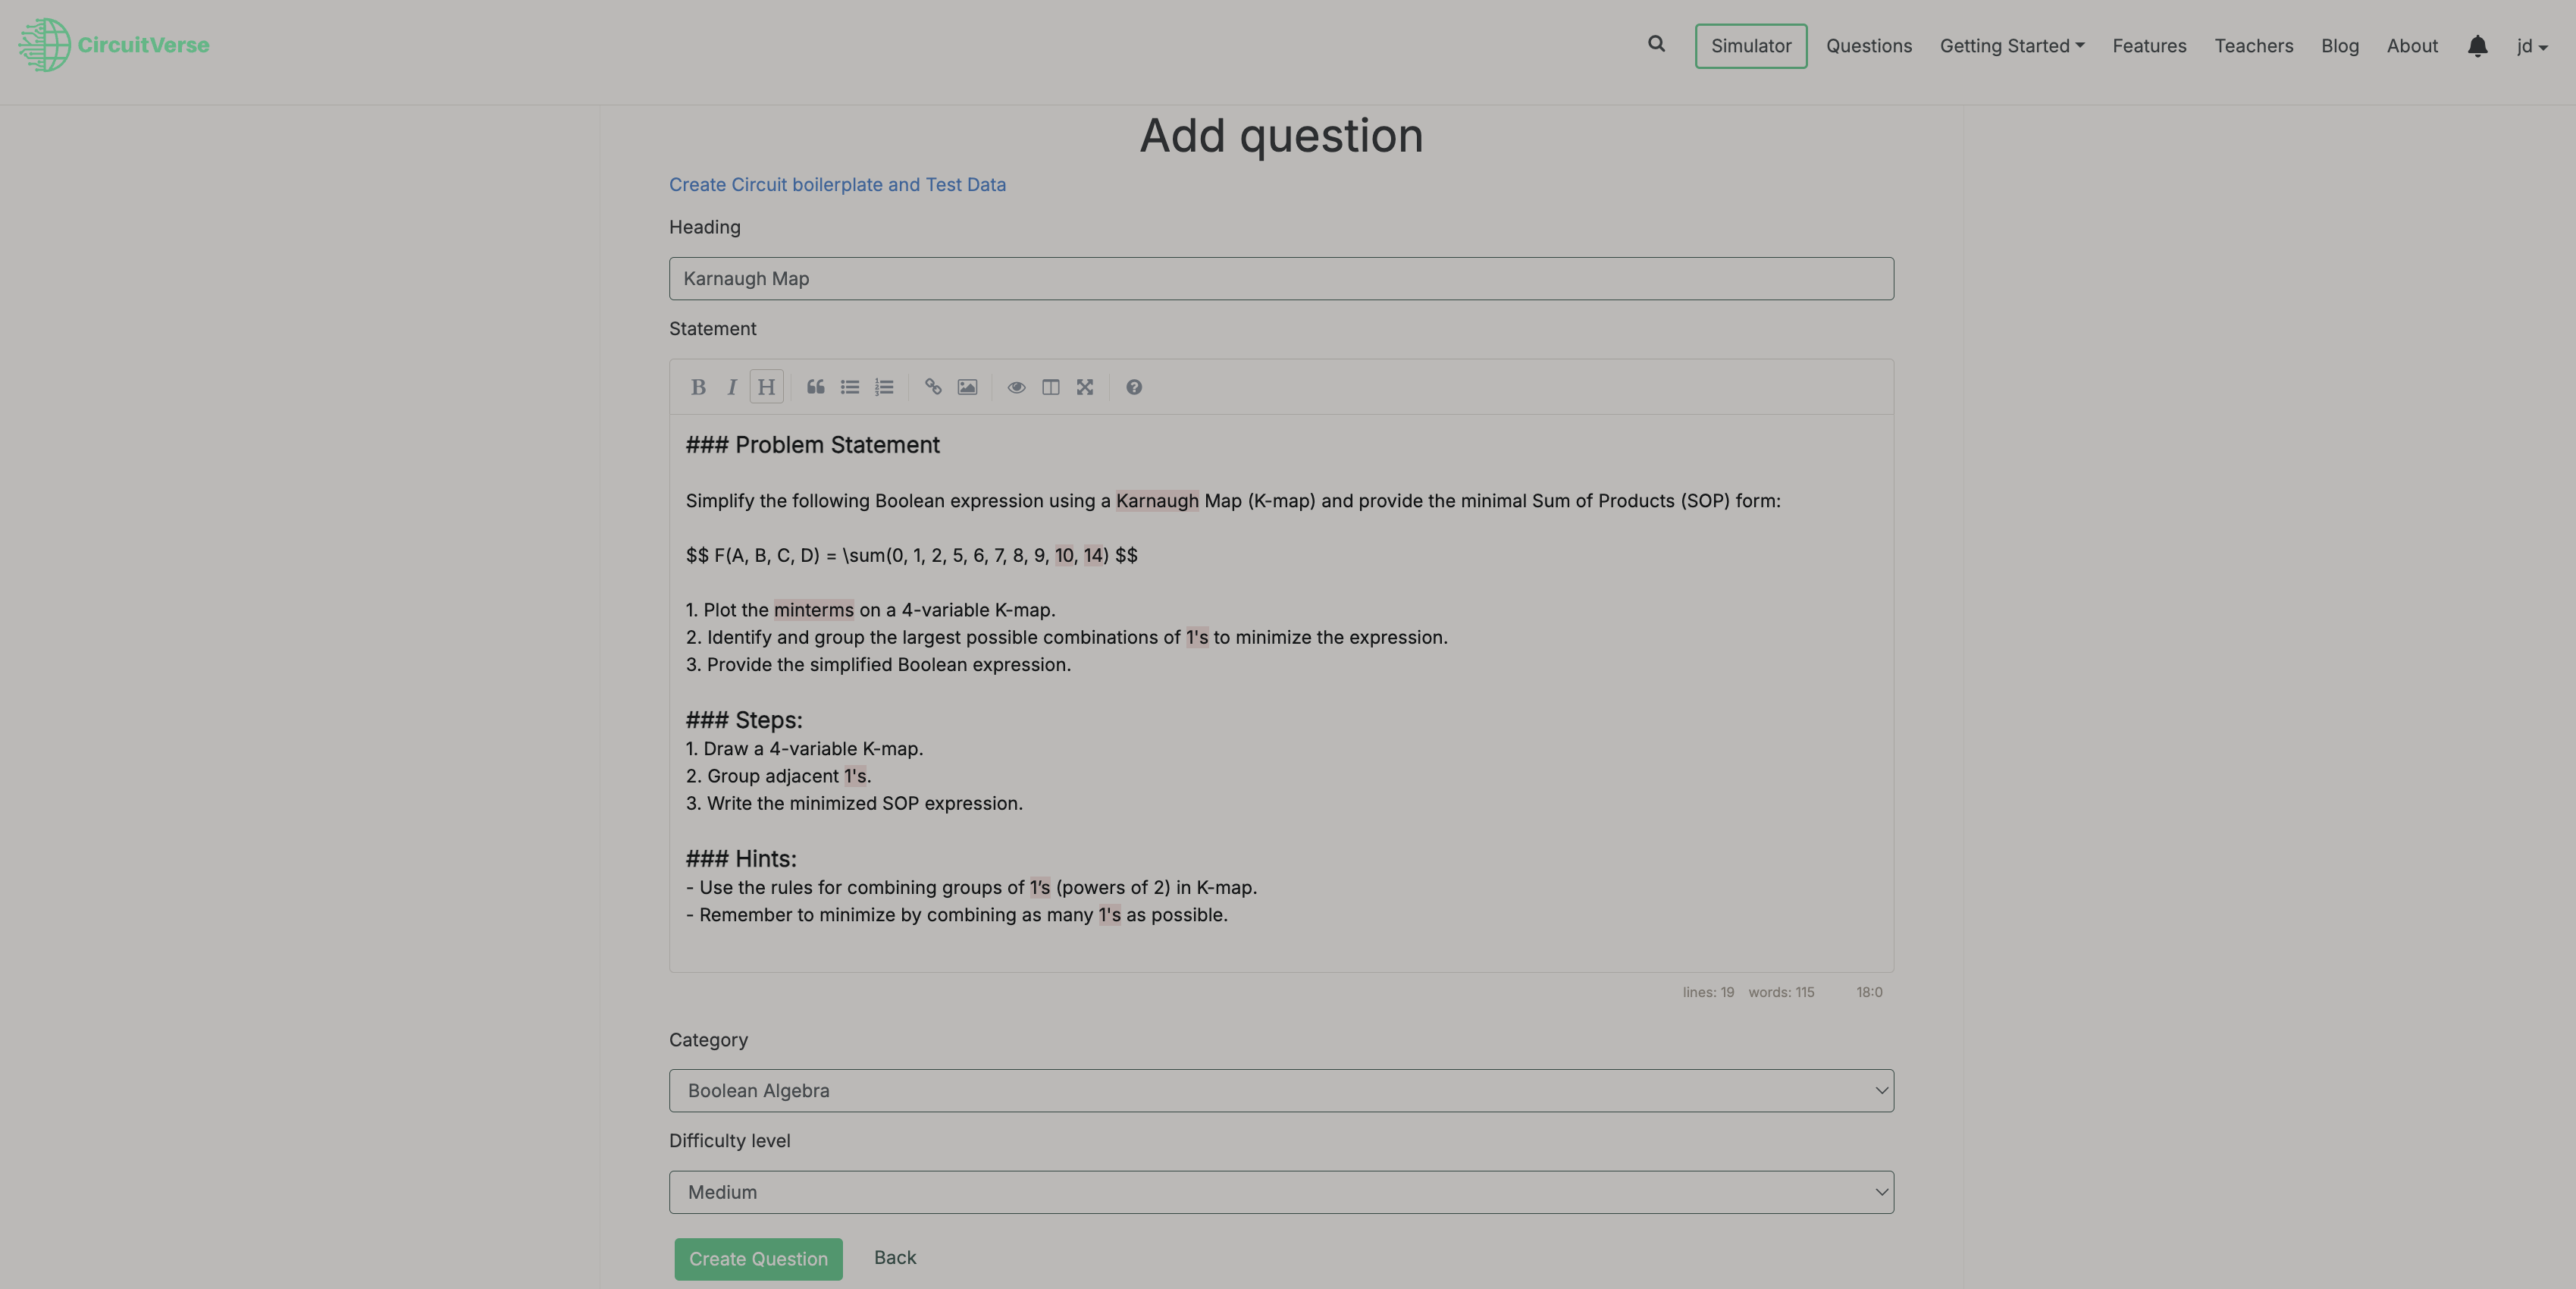 CircuitVerse
Simulator Questions Getting Started Features Teachers Blog About jd
Add question
Create Circuit boilerplate and Test Data
Heading
Karnaugh Map
Statement
B I H
### Problem Statement
Simplify the following Boolean expression using a Karnaugh Map (K-map) and provide the minimal Sum of Products (SOP) form:
$$ F(A, B, C, D) = \sum(0, 1, 2, 5, 6, 7, 8, 9, 10, 14) $$
1. Plot the minterms on a 4-variable K-map.
2. Identify and group the largest possible combinations of 1's to minimize the expression.
3. Provide the simplified Boolean expression.
### Steps:
1. Draw a 4-variable K-map.
2. Group adjacent 1's.
3. Write the minimized SOP expression.
### Hints:
- Use the rules for combining groups of 1’s (powers of 2) in K-map.
- Remember to minimize by combining as many 1's as possible.
lines: 19 words: 115 18:0
Category
Boolean Algebra
Difficulty level
Medium
Create Question Back